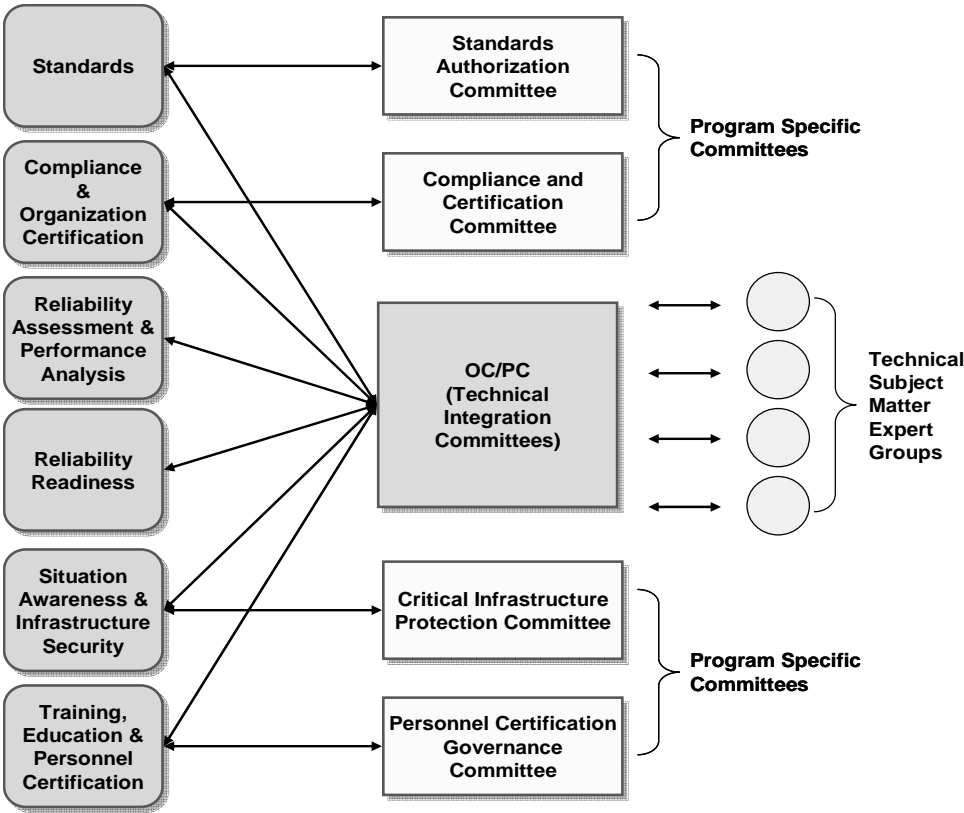 Standards
Standards
Authorization
Committee
Program Specific
Committees
Compliance
&
Organization
Certification
Compliance and
Certification
Committee
Reliability
Assessment &
Performance
Analysis
OC/PC
(Technical
Integration
Committees)
Technical
Subject
Matter
Expert
Groups
Reliability
Readiness
Situation
Awareness &
Infrastructure
Security
Critical Infrastructure
Protection Committee
Program Specific
Committees
Training,
Education &
Personnel
Certification
Personnel Certification
Governance
Committee